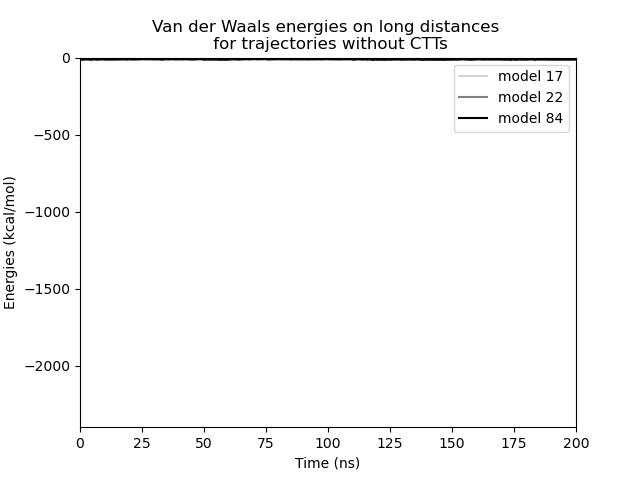 Van der Waals energies on long distances
for trajectories without CTTs
0
−500
−1000
−1500
−2000
Energies (kcal/mol)
model 17
model 22
model 84
0 25 50 75 100 125 150 175 200
Time (ns)